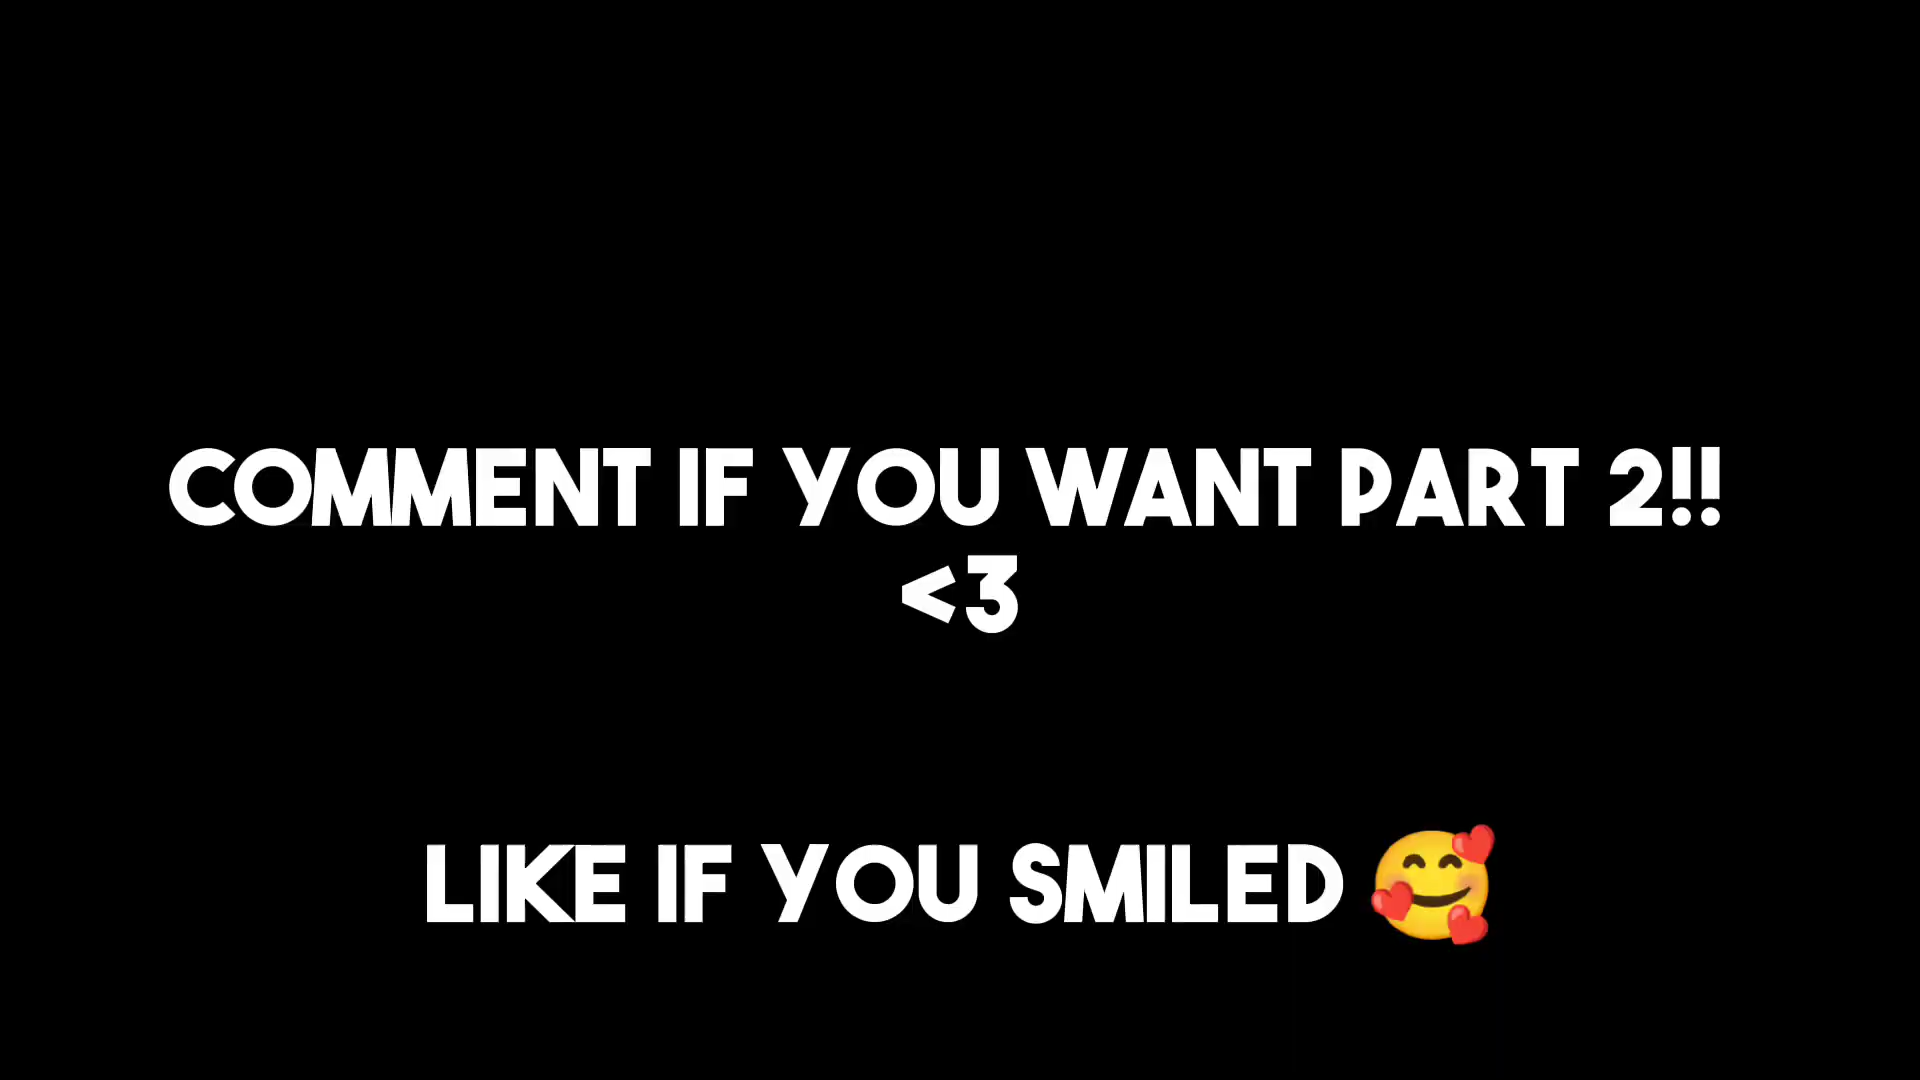 COMMENT IF YOU WANT PART 2!!
<3
LIKE IF YOU SMILED 🥰